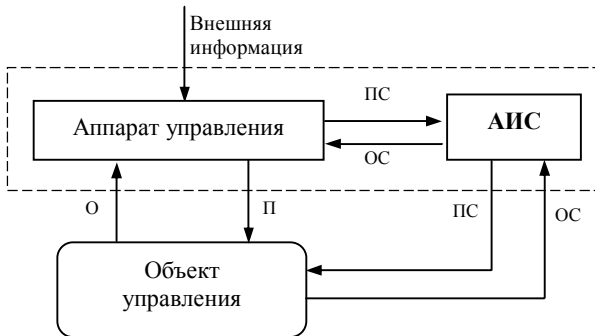 Внешняя
информация
Аппарат управления
ПС
ОС
АИС
О
П
ПС
ОС
Объект
управления